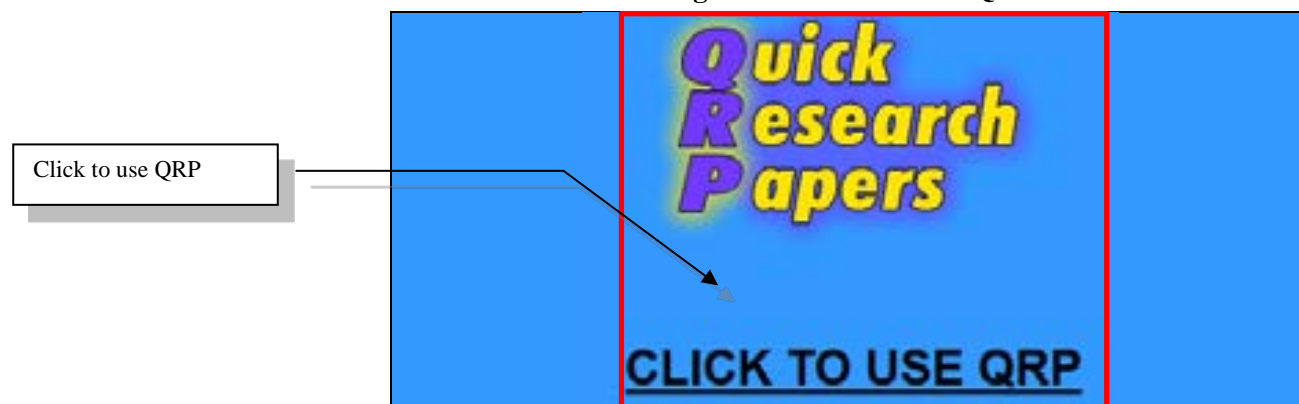 Quick
Research
Papers
Click to use QRP
CLICK TO USE QRP